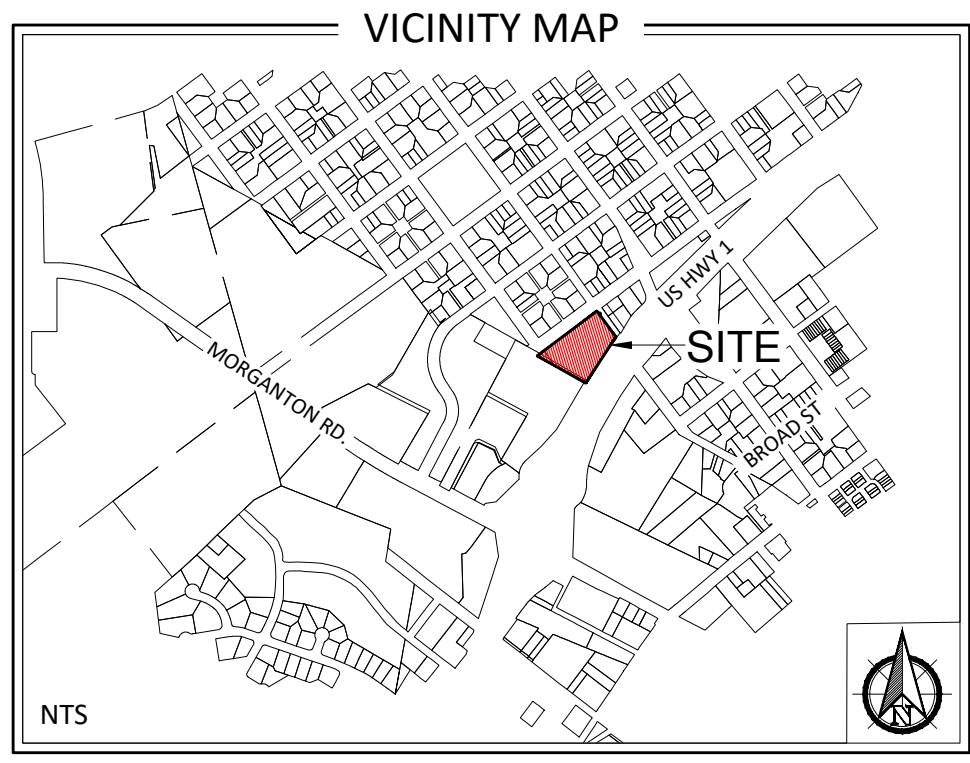 VICINITY MAP
US HWY 1
SITE
MORGANTON RD.
BROAD ST
NTS
N